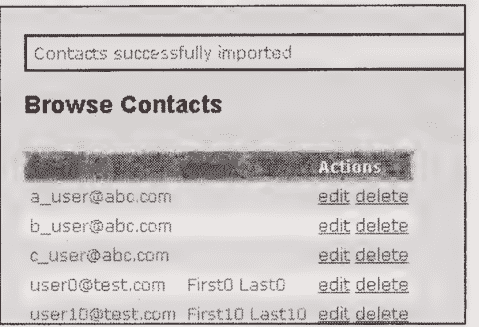 Contacts successfully imported
Browse Contacts
Actions
a_user@abc.com edit delete
b_user@abc.com edit delete
c_user@abc.com edit delete
user0@test.com First0 Last0 edit delete
user10@test.com First10 Last10 edit delete